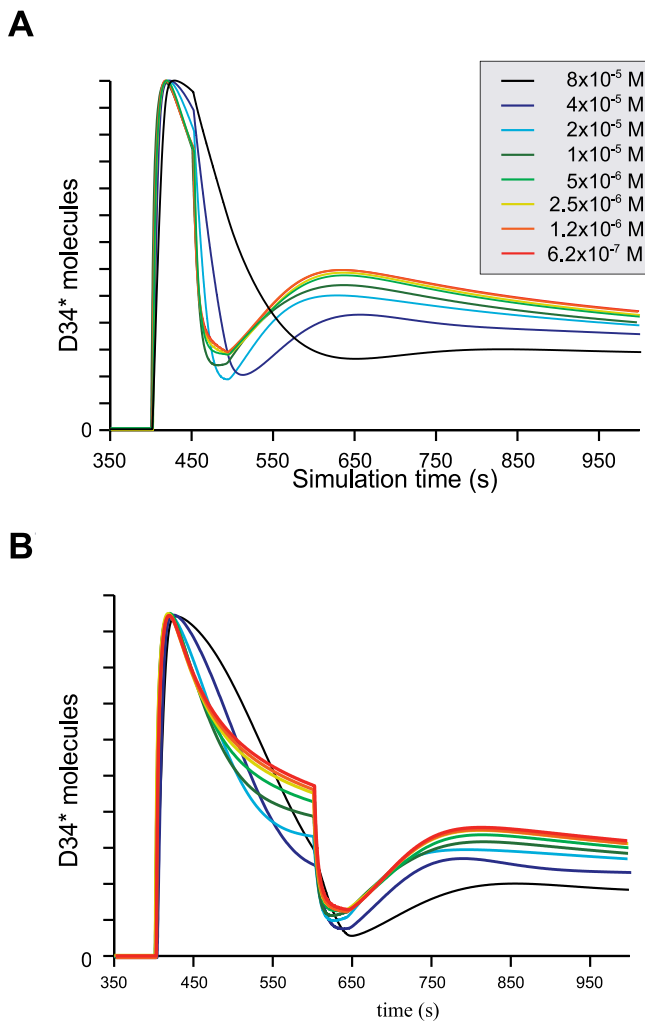 A
8x10⁻⁵ M
4x10⁻⁵ M
2x10⁻⁵ M
1x10⁻⁵ M
5x10⁻⁶ M
2.5x10⁻⁶ M
1.2x10⁻⁶ M
6.2x10⁻⁷ M
D34* molecules
0
350 450 550 650 750 850 950
Simulation time (s)
B
D34* molecules
0
350 450 550 650 750 850 950
time (s)